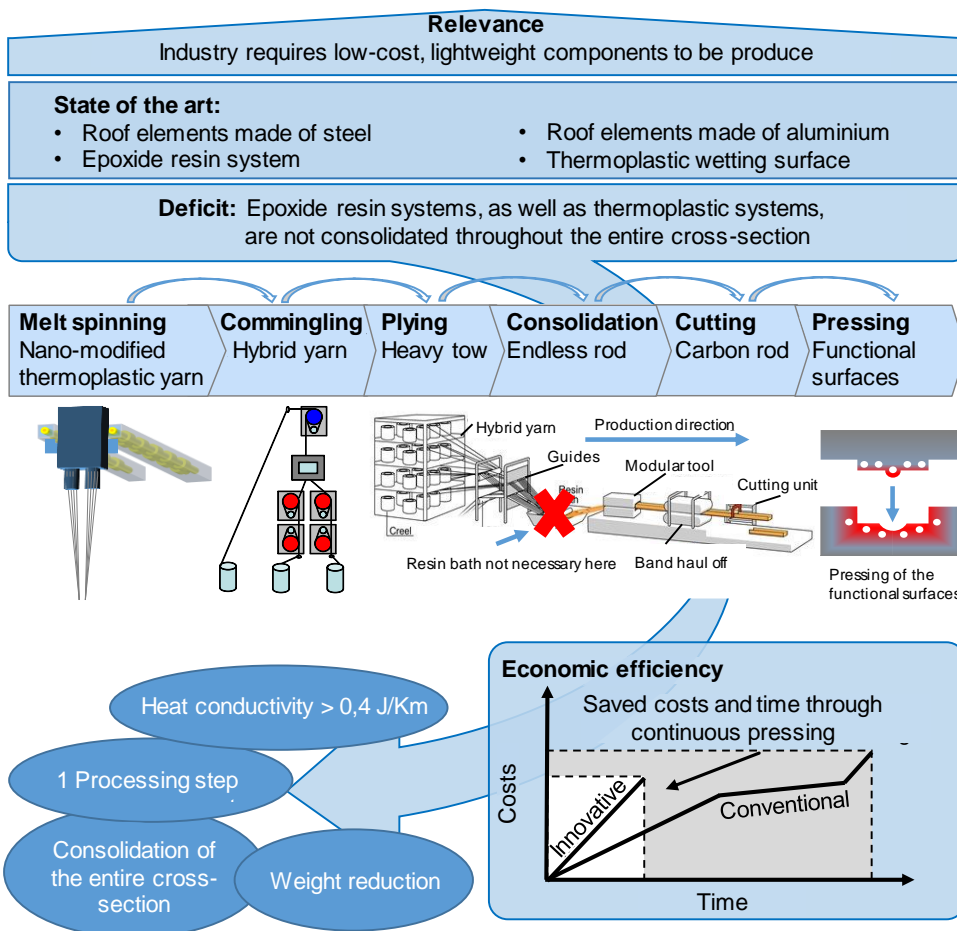 Relevance
Industry requires low-cost, lightweight components to be produce
State of the art:
• Roof elements made of steel
• Epoxide resin system
• Roof elements made of aluminium
• Thermoplastic wetting surface
Deficit: Epoxide resin systems, as well as thermoplastic systems,
are not consolidated throughout the entire cross-section
Melt spinning
Nano-modified
thermoplastic yarn
Commingling
Hybrid yarn
Plying
Heavy tow
Consolidation
Endless rod
Cutting
Carbon rod
Pressing
Functional
surfaces
Hybrid yarn
Production direction
Guides
Modular tool
Resin
Cutting unit
Creel
Resin bath not necessary here
Band haul off
Pressing of the
functional surfaces
Heat conductivity > 0,4 J/Km
1 Processing step
Consolidation of
the entire cross-
section
Weight reduction
Economic efficiency
Saved costs and time through
continuous pressing
Costs
Innovative
Conventional
Time